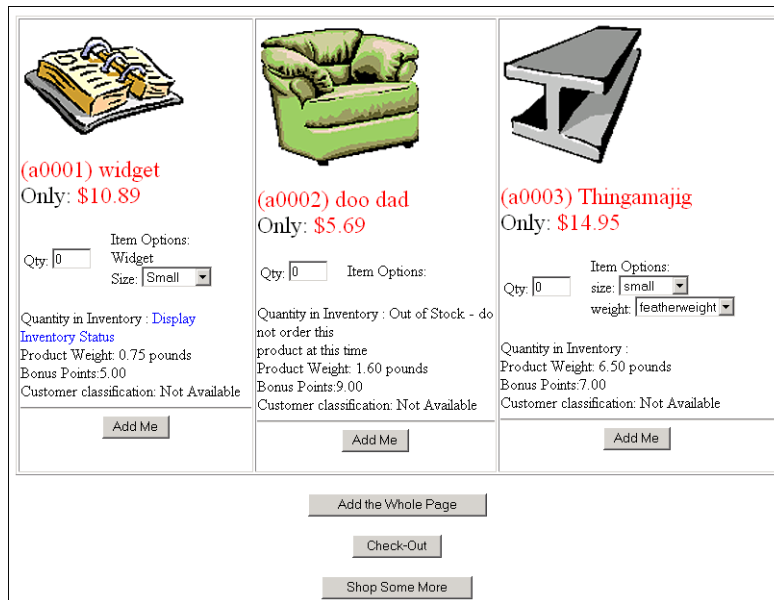 (a0001) widget
Only: $10.89
Qty: 0
Item Options:
Widget
Size: Small
Quantity in Inventory : Display
Inventory Status
Product Weight: 0.75 pounds
Bonus Points:5.00
Customer classification: Not Available
Add Me
(a0002) doo dad
Only: $5.69
Qty: 0
Item Options:
Quantity in Inventory : Out of Stock - do
not order this
product at this time
Product Weight: 1.60 pounds
Bonus Points:9.00
Customer classification: Not Available
Add Me
(a0003) Thingamajig
Only: $14.95
Qty: 0
Item Options:
size: small
weight: featherweight
Quantity in Inventory :
Product Weight: 6.50 pounds
Bonus Points:7.00
Customer classification: Not Available
Add Me
Add the Whole Page
Check-Out
Shop Some More